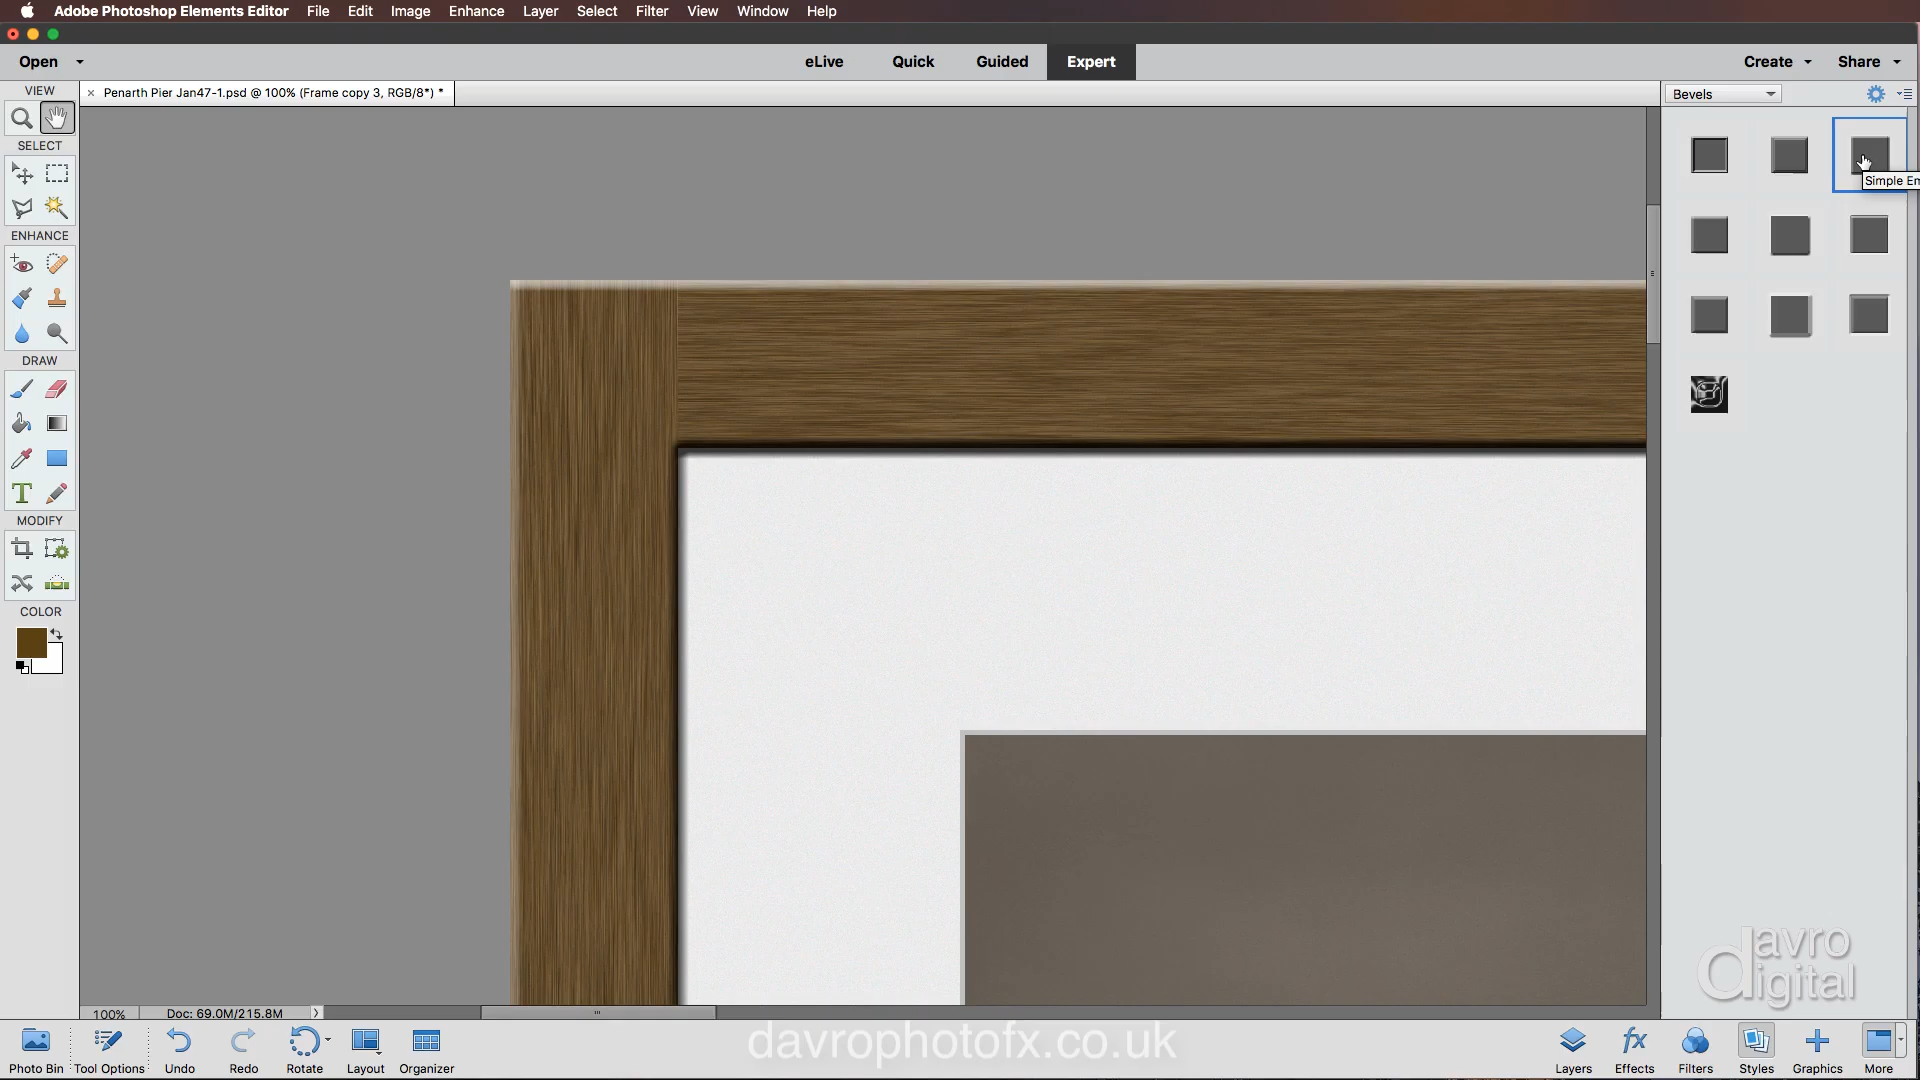 Adobe Photoshop Elements Editor File Edit Image Enhance Layer Select Filter View Window Help
Open eLive Quick Guided Expert Create Share
VIEW
× Penarth Pier Jan47-1.psd @ 100% (Frame copy 3, RGB/8*) *
Bevels
SELECT
Simple Em
ENHANCE
DRAW
T
MODIFY
COLOR
davro
digital
100% Doc: 69.0M/215.8M
davrophotofx.co.uk
fx
Photo Bin Tool Options Undo Redo Rotate Layout Organizer Layers Effects Filters Styles Graphics More